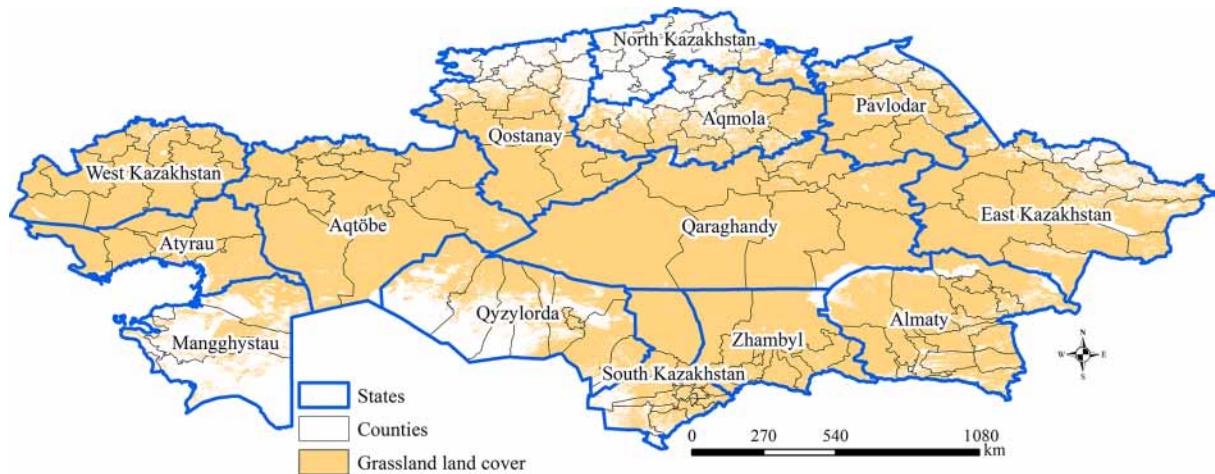 North Kazakhstan
Pavlodar
Aqmola
Qostanay
West Kazakhstan
East Kazakhstan
Aqtöbe
Qaraghandy
Atyrau
Qyzylorda
Almaty
Mangghystau
Zhambyl
N
W E
S
South Kazakhstan
States
Counties
Grassland land cover
0 270 540 1080
km